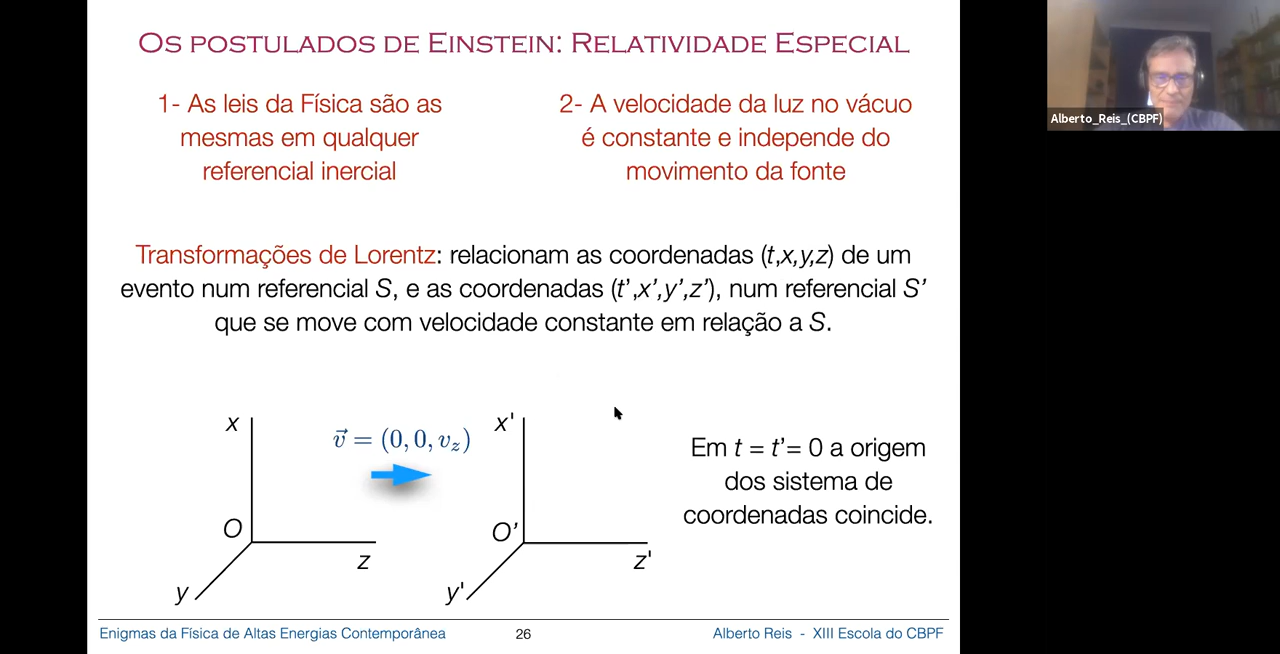 Os postulados de Einstein: Relatividade Especial
1- As leis da Física são as
mesmas em qualquer
referencial inercial
2- A velocidade da luz no vácuo
é constante e independe do
movimento da fonte
Alberto_Reis_(CBPF)
Transformações de Lorentz: relacionam as coordenadas (t,x,y,z) de um
evento num referencial S, e as coordenadas (t',x',y',z'), num referencial S'
que se move com velocidade constante em relação a S.
x
v⃗ = (0, 0, v_z)
x'
O
z
y
O'
z'
y'
Em t = t'= 0 a origem
dos sistema de
coordenadas coincide.
Enigmas da Física de Altas Energias Contemporânea
26
Alberto Reis - XIII Escola do CBPF